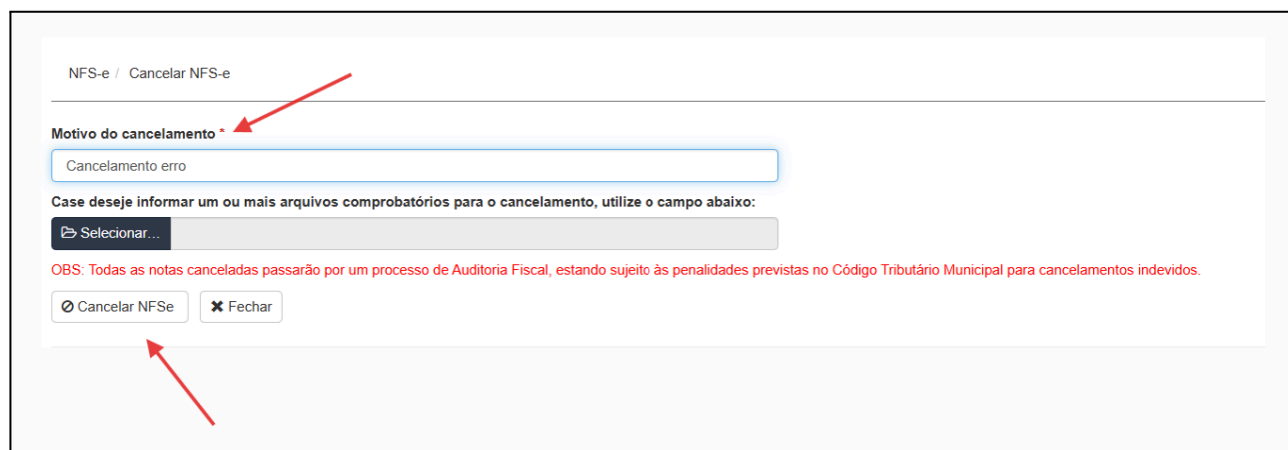 NFS-e / Cancelar NFS-e
Motivo do cancelamento *
Cancelamento erro
Case deseje informar um ou mais arquivos comprobatórios para o cancelamento, utilize o campo abaixo:
Selecionar...
OBS: Todas as notas canceladas passarão por um processo de Auditoria Fiscal, estando sujeito às penalidades previstas no Código Tributário Municipal para cancelamentos indevidos.
Cancelar NFSe Fechar